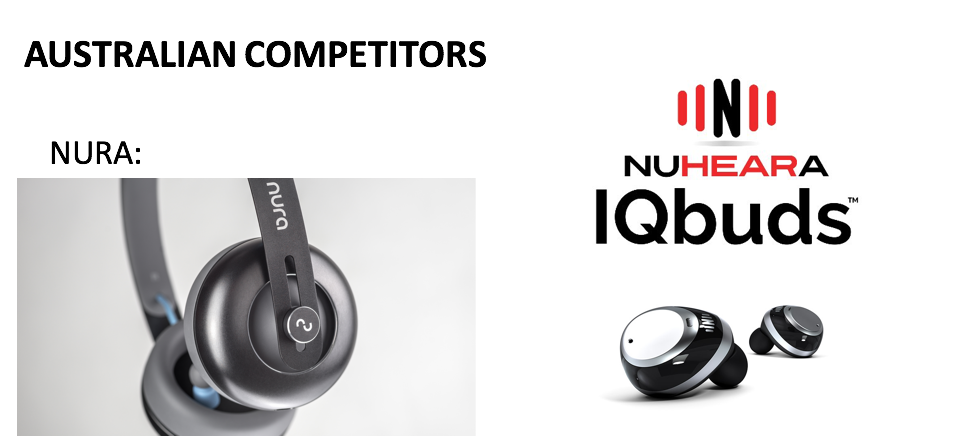 AUSTRALIAN COMPETITORS
NURA:
nura
N
NUHEARA
IQbuds™